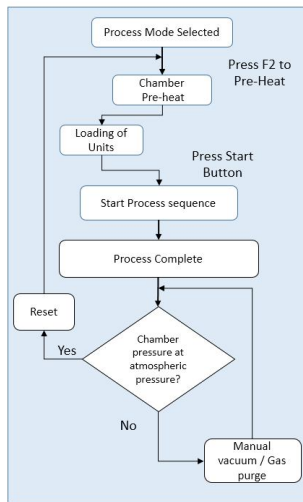 Process Mode Selected
Press F2 to
Pre-Heat
Chamber
Pre-heat
Loading of
Units
Press Start
Button
Start Process sequence
Process Complete
Reset
Chamber
pressure at
atmospheric
pressure?
Yes
No
Manual
vacuum / Gas
purge